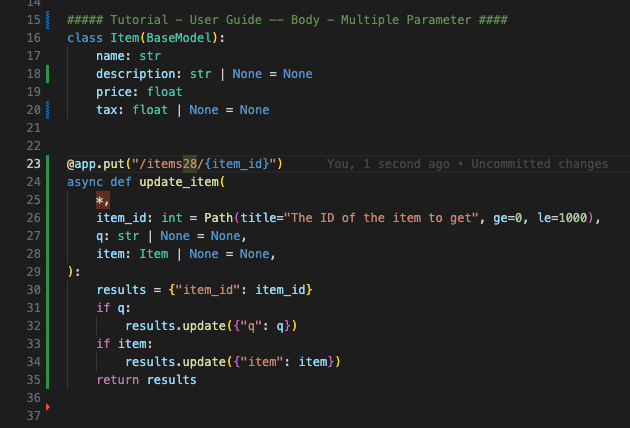 14
15 ##### Tutorial - User Guide -- Body - Multiple Parameter ####
16 class Item(BaseModel):
17     name: str
18     description: str | None = None
19     price: float
20     tax: float | None = None
21
22
23 @app.put("/items28/{item_id}") You, 1 second ago • Uncommitted changes
24 async def update_item(
25     *,
26     item_id: int = Path(title="The ID of the item to get", ge=0, le=1000),
27     q: str | None = None,
28     item: Item | None = None,
29 ):
30     results = {"item_id": item_id}
31     if q:
32         results.update({"q": q})
33     if item:
34         results.update({"item": item})
35     return results
36
37